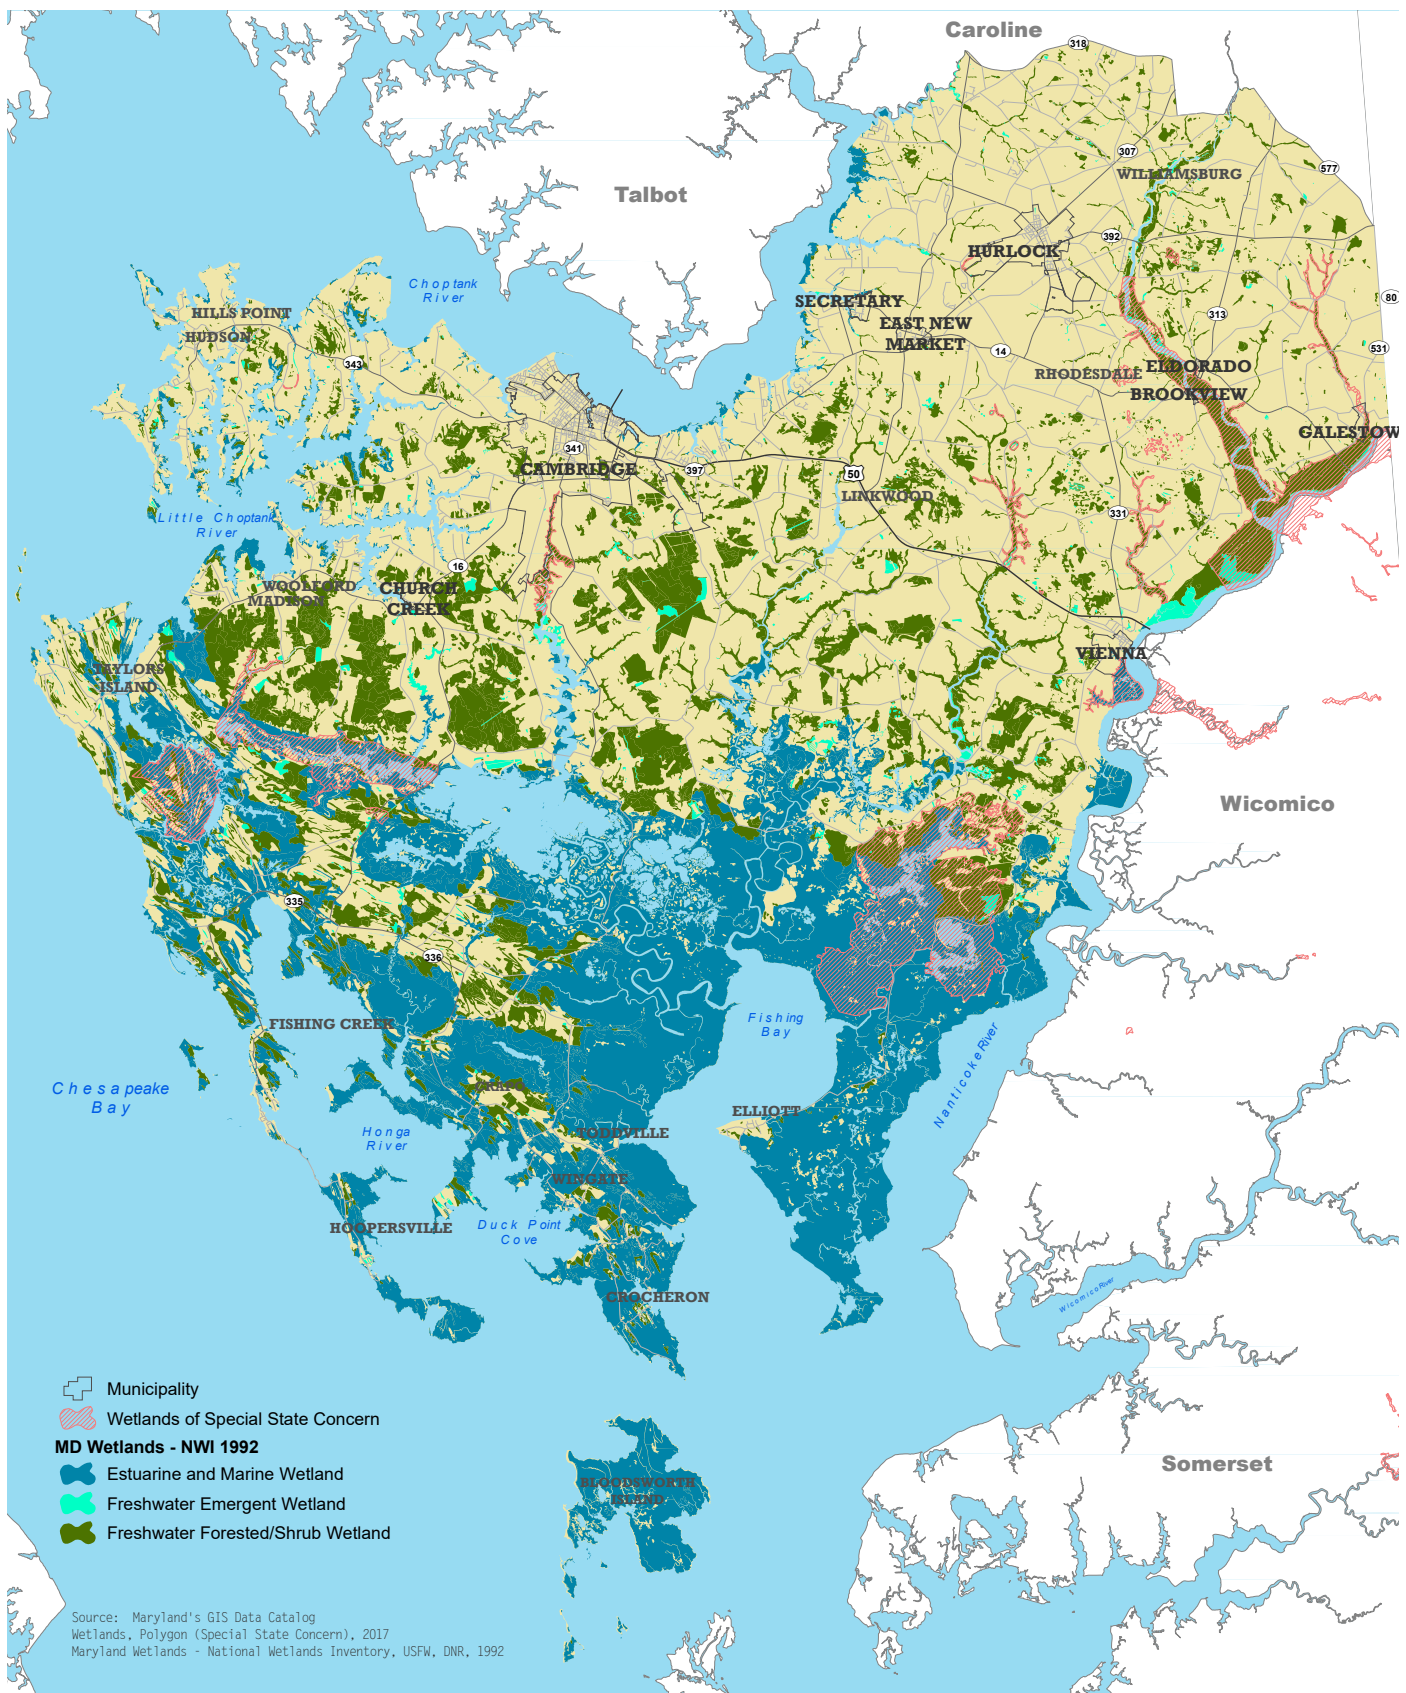 Caroline
318
307
577
WILLIAMSBURG
Talbot
392
HURLOCK
Choptank
River
SECRETARY
80
HILLS POINT
313
EAST NEW
MARKET
HUDSON
14
531
343
ELDORADO
RHODESDALE
BROOKVIEW
GALESTOW
341
CAMBRIDGE
397
50
LINKWOOD
331
Little Choptank
River
16
WOOLFORD
MADISON
CHURCH
CREEK
VIENNA
TAYLORS
ISLAND
Wicomico
335
336
Fishing
Bay
FISHING CREEK
Nanticoke River
Chesapeake
Bay
CRAPO
ELLIOTT
Honga
River
TODDVILLE
WINGATE
HOOPERSVILLE
Duck Point
Cove
Wicomico River
CROCHERON
Municipality
Wetlands of Special State Concern
MD Wetlands - NWI 1992
Estuarine and Marine Wetland
Freshwater Emergent Wetland
Freshwater Forested/Shrub Wetland
Somerset
BLOODSWORTH
ISLAND
Source: Maryland's GIS Data Catalog
Wetlands, Polygon (Special State Concern), 2017
Maryland Wetlands - National Wetlands Inventory, USFW, DNR, 1992